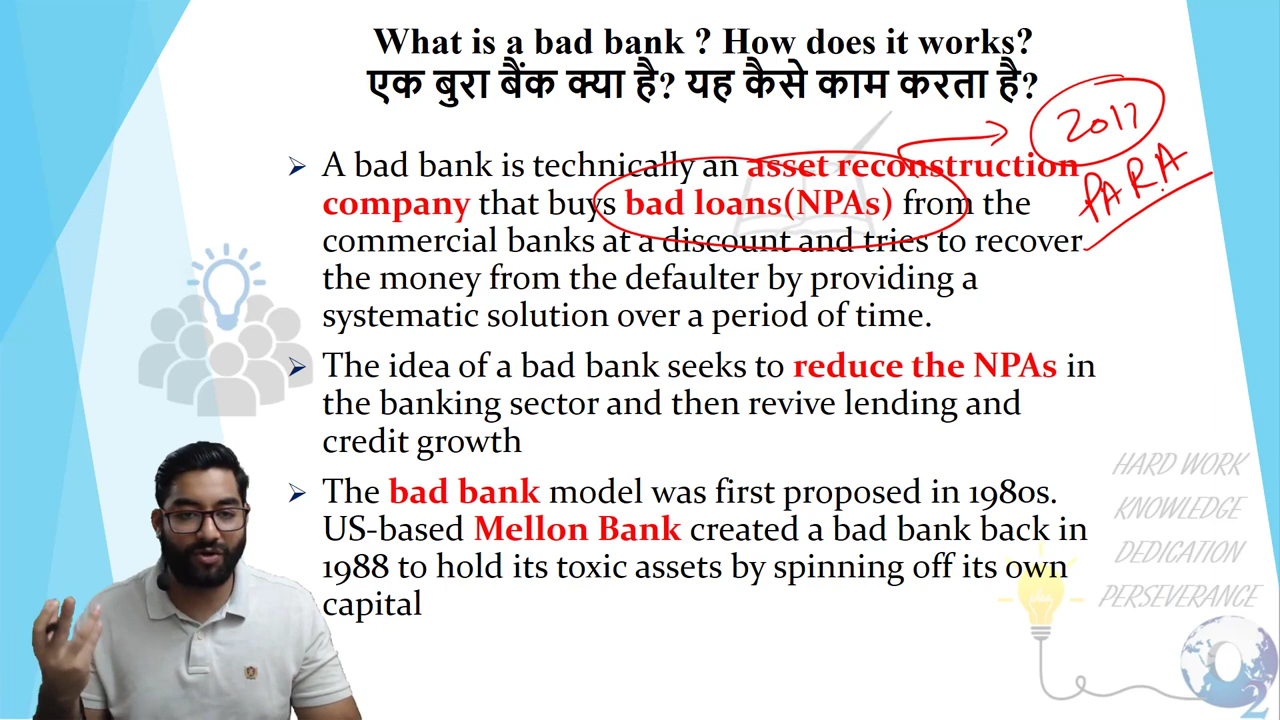 What is a bad bank ? How does it works?
एक बुरा बैंक क्या है? यह कैसे काम करता है?
2017
PARA
A bad bank is technically an asset reconstruction
company that buys bad loans(NPAs) from the
commercial banks at a discount and tries to recover
the money from the defaulter by providing a
systematic solution over a period of time.
The idea of a bad bank seeks to reduce the NPAs in
the banking sector and then revive lending and
credit growth
The bad bank model was first proposed in 1980s.
US-based Mellon Bank created a bad bank back in
1988 to hold its toxic assets by spinning off its own
capital
HARD WORK
KNOWLEDGE
DEDICATION
PERSEVERANCE
O2